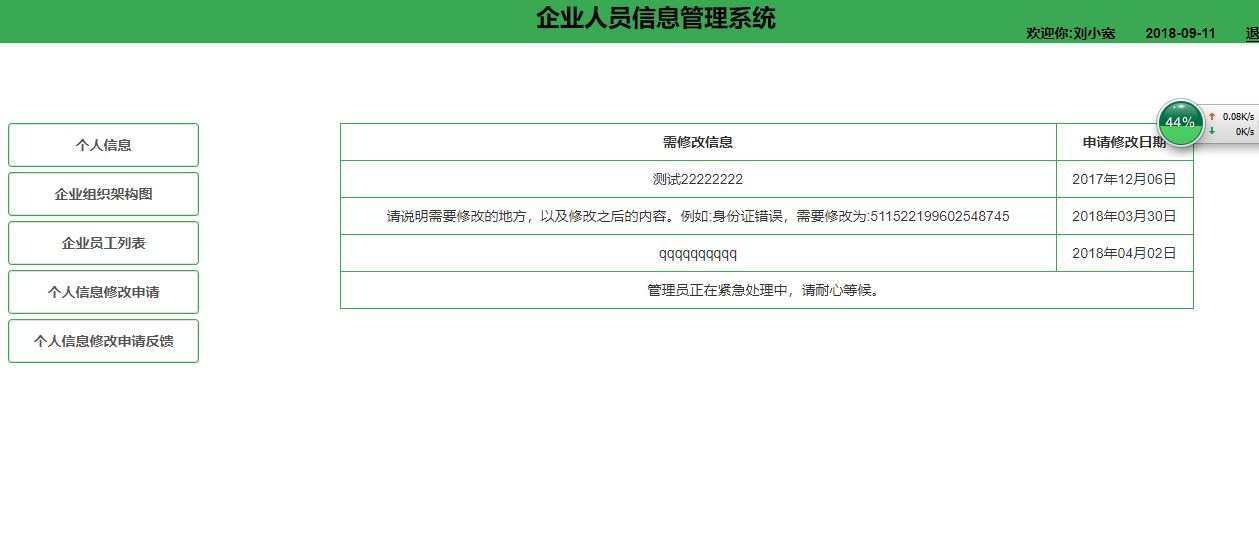 企业人员信息管理系统
欢迎你:刘小宽 2018-09-11
个人信息
企业组织架构图
企业员工列表
个人信息修改申请
个人信息修改申请反馈
需修改信息 申请修改日期
测试22222222 2017年12月06日
请说明需要修改的地方，以及修改之后的内容。例如:身份证错误，需要修改为:511522199602548745 2018年03月30日
qqqqqqqqqq 2018年04月02日
管理员正在紧急处理中，请耐心等候。
44%
0.08K/s
0K/s